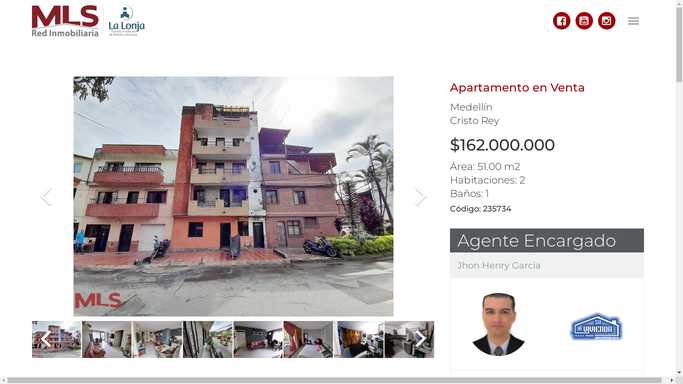 MLS
Red Inmobiliaria
La Lonja
Apartamento en Venta
Medellín
Cristo Rey
$162.000.000
Área: 51.00 m2
Habitaciones: 2
Baños: 1
Código: 235734
MLS
Agente Encargado
Jhon Henry Garcia
VIVIENDA